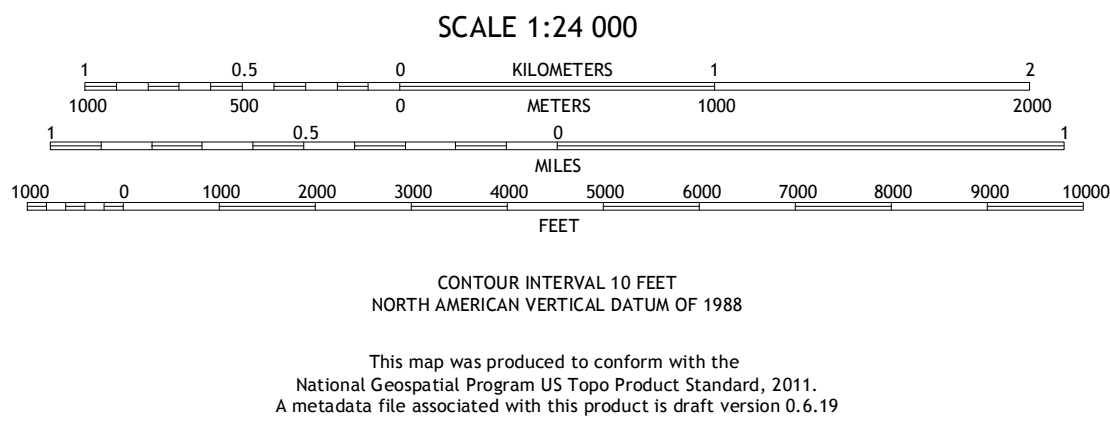 SCALE 1:24 000
1 0.5 0 KILOMETERS 1 2
1000 500 0 METERS 1000 2000
1 0.5 0 1
MILES
1000 0 1000 2000 3000 4000 5000 6000 7000 8000 9000 10000
FEET
CONTOUR INTERVAL 10 FEET
NORTH AMERICAN VERTICAL DATUM OF 1988
This map was produced to conform with the
National Geospatial Program US Topo Product Standard, 2011.
A metadata file associated with this product is draft version 0.6.19